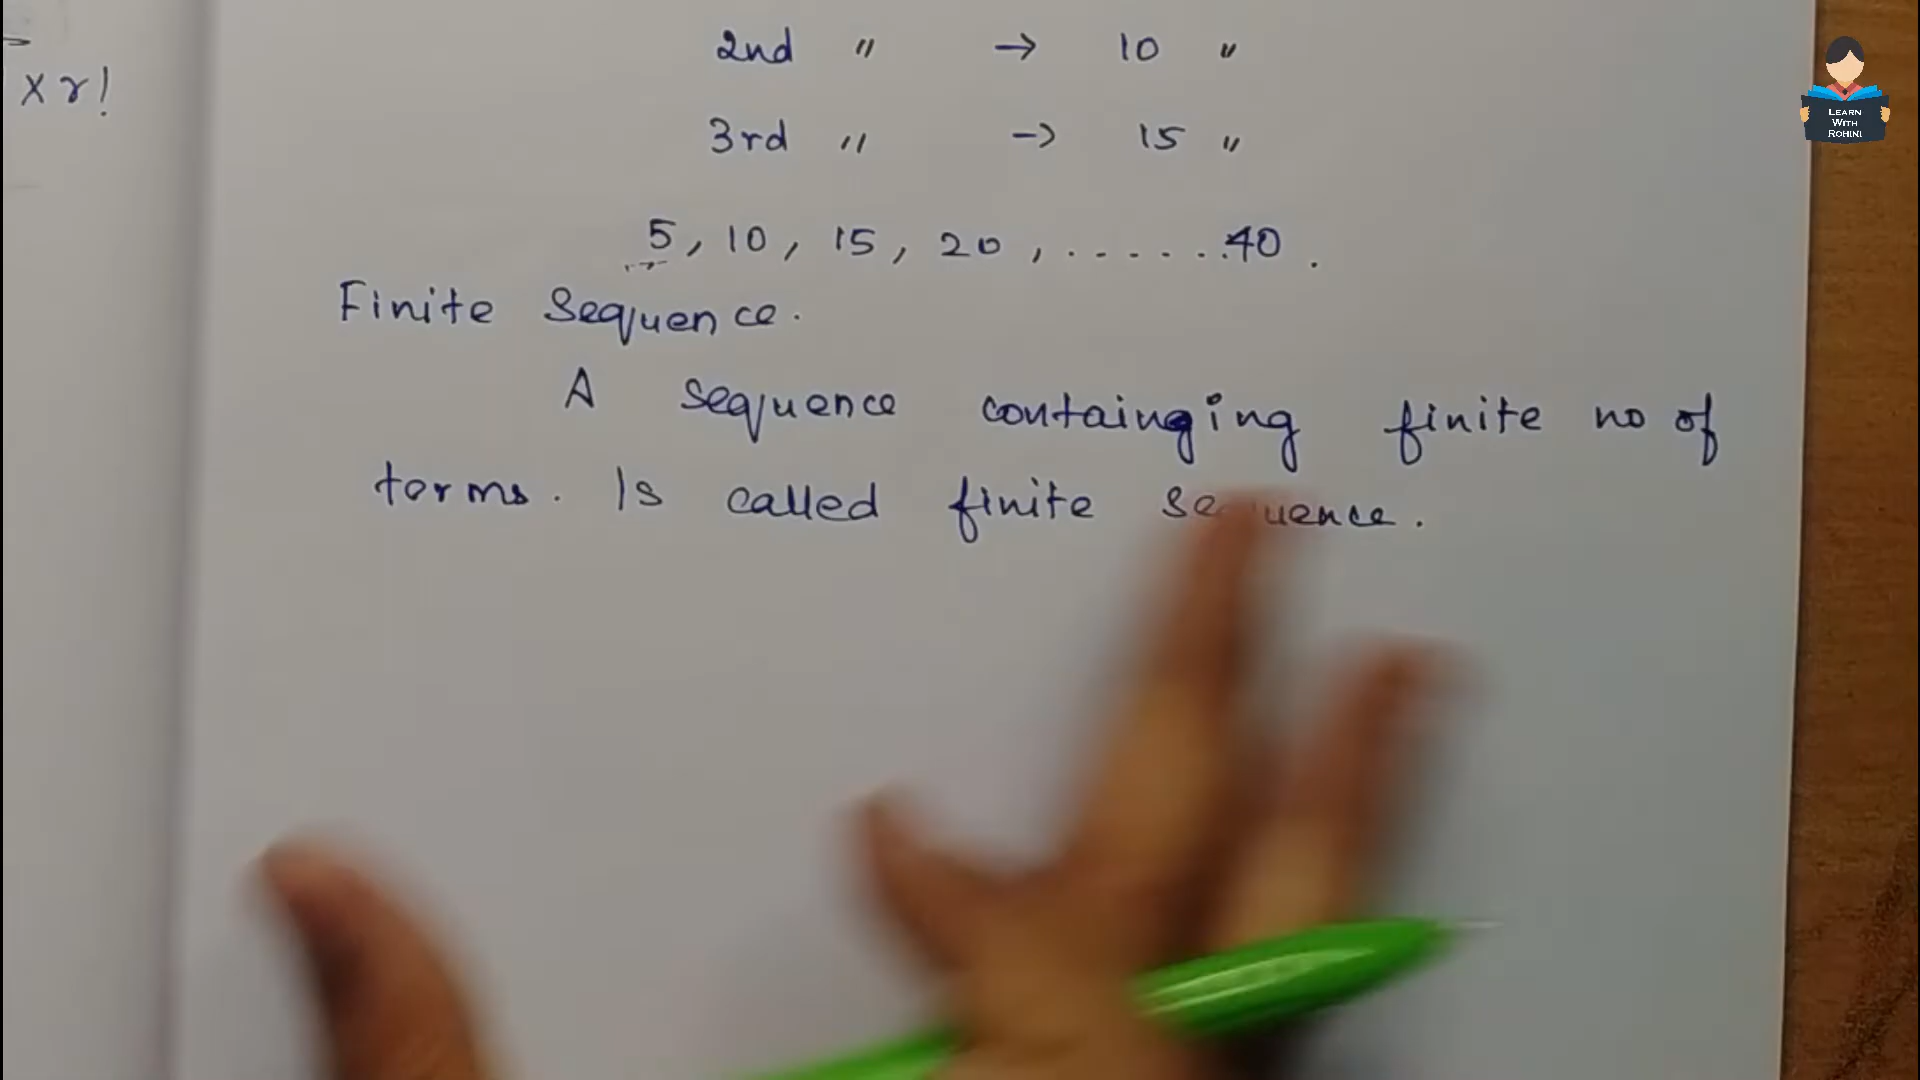 x r!
2nd " → 10 "
3rd " → 15 "
5, 10, 15, 20, ......40.
Finite Sequence.
A sequence containging finite no of
terms. Is called finite sequence.
LEARN
WITH
ROHINI